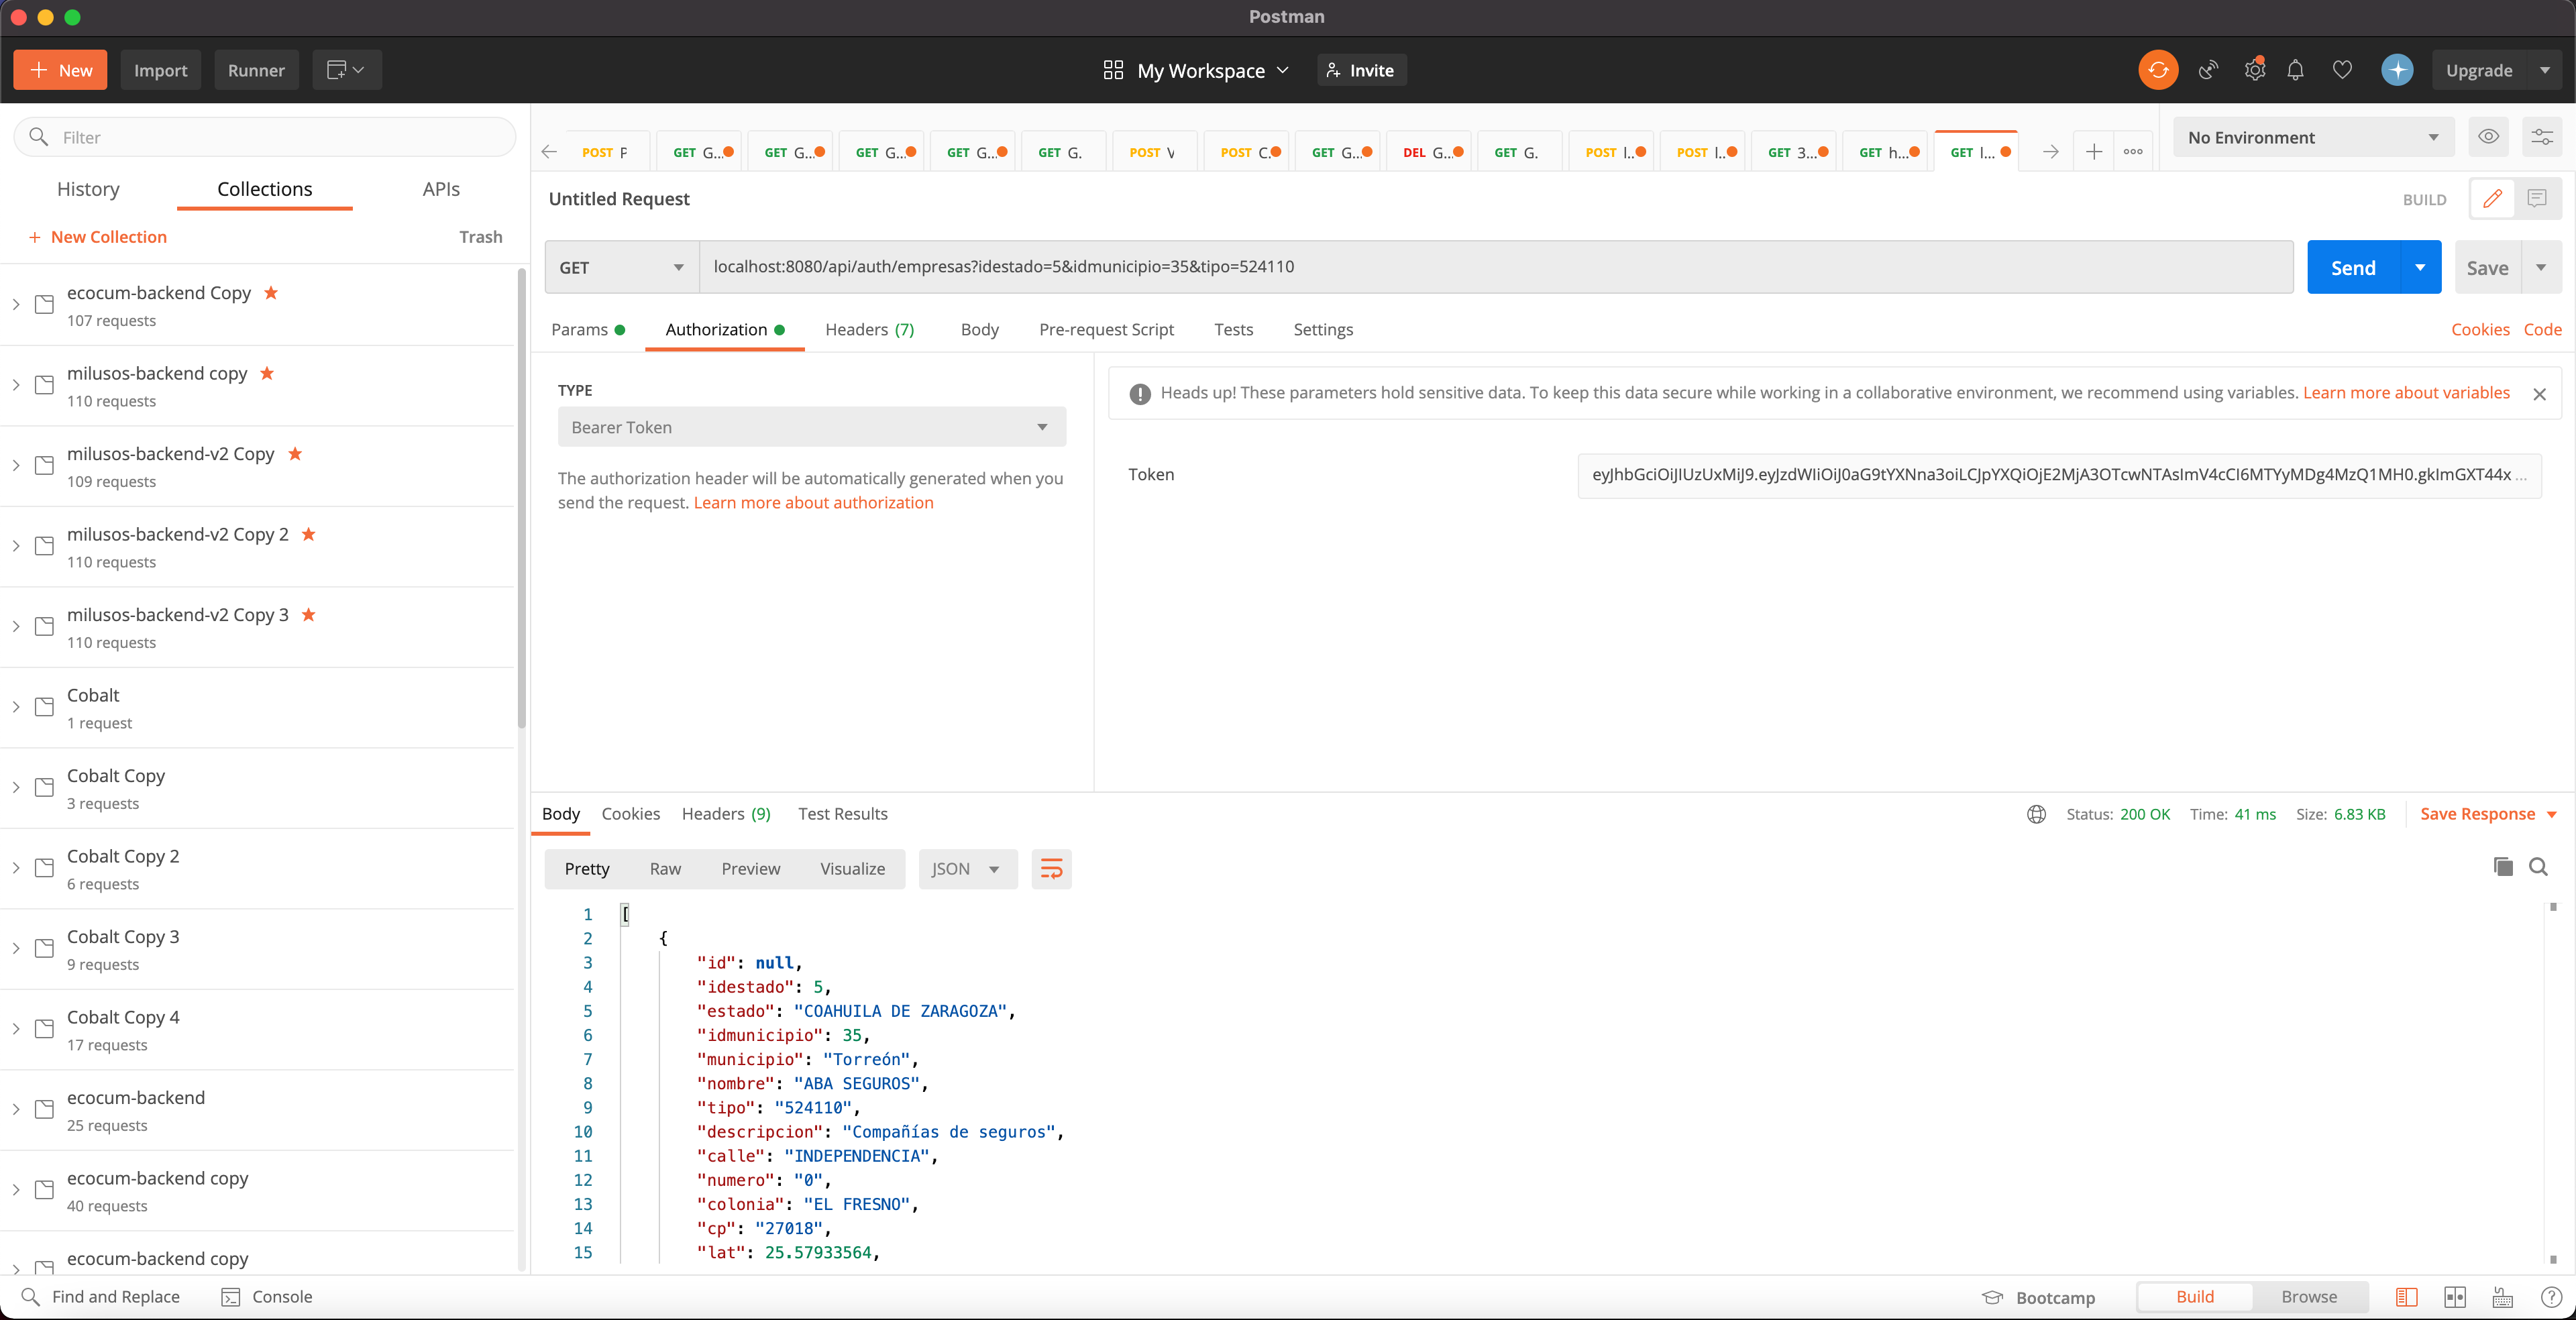 Postman
New
Import
Runner
My Workspace
Invite
Upgrade
Filter
History
Collections
APIs
New Collection
Trash
ecocum-backend Copy
107 requests
milusos-backend copy
110 requests
milusos-backend-v2 Copy
109 requests
milusos-backend-v2 Copy 2
110 requests
milusos-backend-v2 Copy 3
110 requests
Cobalt
1 request
Cobalt Copy
3 requests
Cobalt Copy 2
6 requests
Cobalt Copy 3
9 requests
Cobalt Copy 4
17 requests
ecocum-backend
25 requests
ecocum-backend copy
40 requests
ecocum-backend copy
POST P
GET G...
GET G...
GET G...
GET G...
GET G.
POST V
POST C.
GET G...
DEL G...
GET G.
POST l..
POST l..
GET 3...
GET h...
GET l...
No Environment
Untitled Request
BUILD
GET
localhost:8080/api/auth/empresas?idestado=5&idmunicipio=35&tipo=524110
Send
Save
Params
Authorization
Headers (7)
Body
Pre-request Script
Tests
Settings
Cookies
Code
TYPE
Bearer Token
The authorization header will be automatically generated when you
send the request. Learn more about authorization
Heads up! These parameters hold sensitive data. To keep this data secure while working in a collaborative environment, we recommend using variables. Learn more about variables
Token
eyJhbGciOiJIUzUxMiJ9.eyJzdWIiOiJ0aG9tYXNna3oiLCJpYXQiOjE2MjA3OTcwNTAsImV4cCI6MTYyMDg4MzQ1MH0.gkImGXT44x ...
Body
Cookies
Headers (9)
Test Results
Status: 200 OK
Time: 41 ms
Size: 6.83 KB
Save Response
Pretty
Raw
Preview
Visualize
JSON
1 [
2 {
3 "id": null,
4 "idestado": 5,
5 "estado": "COAHUILA DE ZARAGOZA",
6 "idmunicipio": 35,
7 "municipio": "Torreón",
8 "nombre": "ABA SEGUROS",
9 "tipo": "524110",
10 "descripcion": "Compañías de seguros",
11 "calle": "INDEPENDENCIA",
12 "numero": "0",
13 "colonia": "EL FRESNO",
14 "cp": "27018",
15 "lat": 25.57933564,
Find and Replace
Console
Bootcamp
Build
Browse